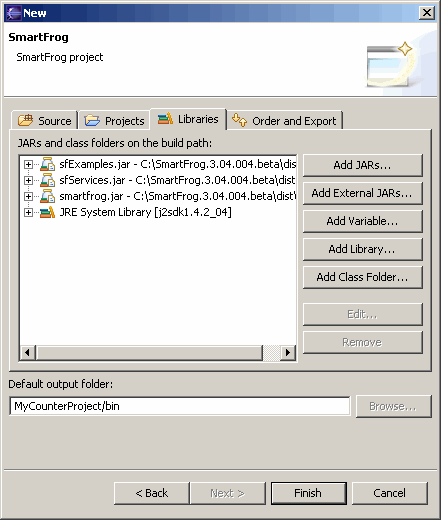 New
SmartFrog
SmartFrog project
Source Projects Libraries Order and Export
JARs and class folders on the build path:
sfExamples.jar - C:\SmartFrog.3.04.004.beta\dist
sfServices.jar - C:\SmartFrog.3.04.004.beta\dist
smartfrog.jar - C:\SmartFrog.3.04.004.beta\dist\
JRE System Library [j2sdk1.4.2_04]
Add JARs...
Add External JARs...
Add Variable...
Add Library...
Add Class Folder...
Edit...
Remove
Default output folder:
MyCounterProject/bin
Browse...
< Back Next > Finish Cancel